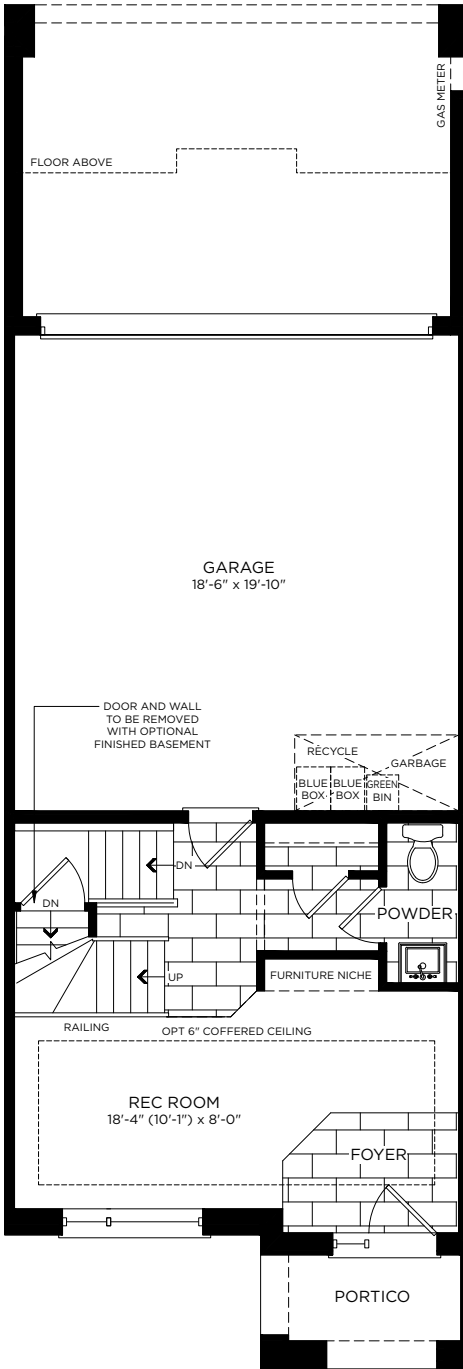 GAS METER
FLOOR ABOVE
GARAGE
18'-6" x 19'-10"
DOOR AND WALL
TO BE REMOVED
WITH OPTIONAL
FINISHED BASEMENT
RECYCLE
GARBAGE
BLUE
BOX
BLUE
BOX
GREEN
BIN
DN
DN
POWDER
UP
FURNITURE NICHE
RAILING
OPT 6" COFFERED CEILING
REC ROOM
18'-4" (10'-1") x 8'-0"
FOYER
PORTICO